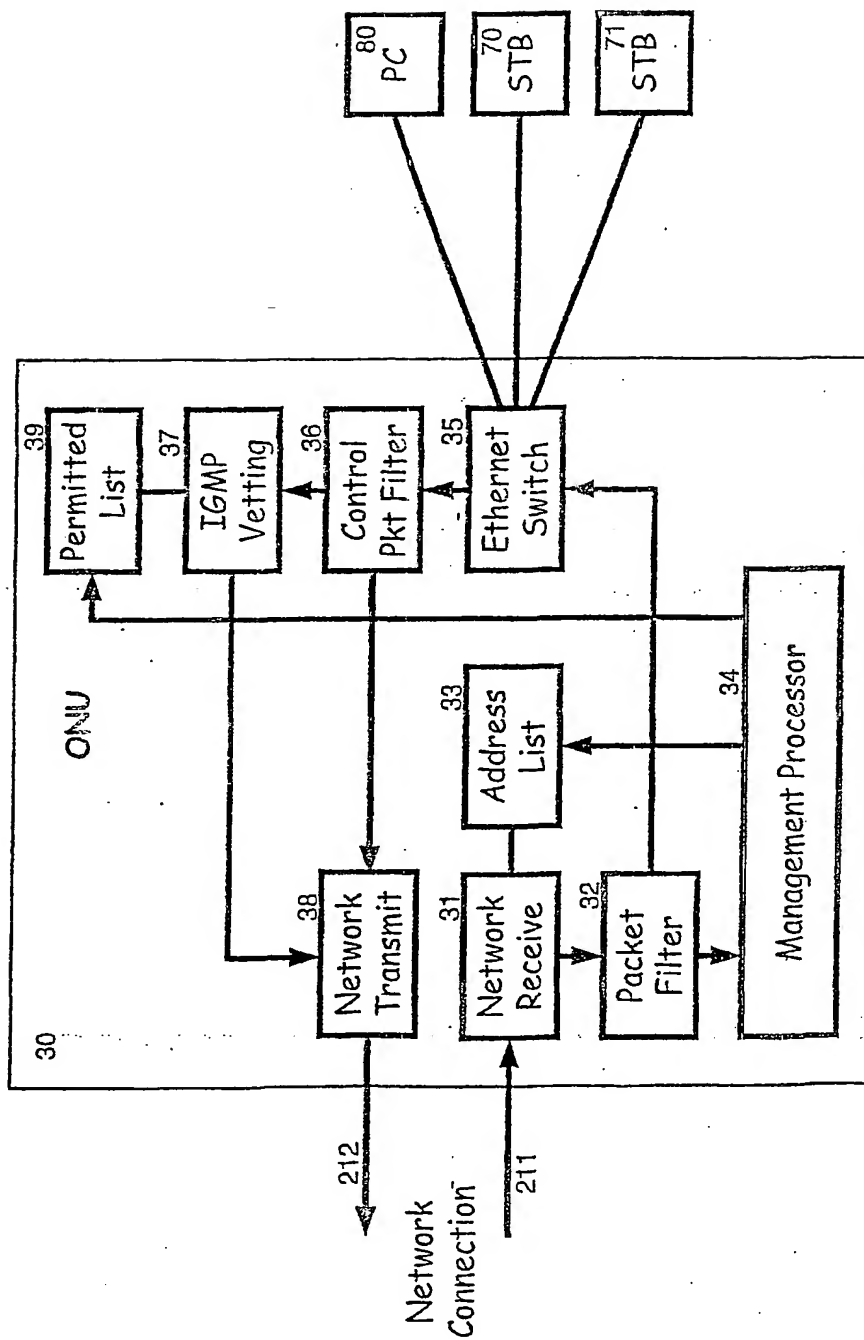 30
ONU
Network
Connection
212
211
38
Network
Transmit
31
Network
Receive
32
Packet
Filter
33
Address
List
34
Management Processor
39
Permitted
List
37
IGMP
Vetting
36
Control
Pkt Filter
35
Ethernet
Switch
80
PC
70
STB
71
STB